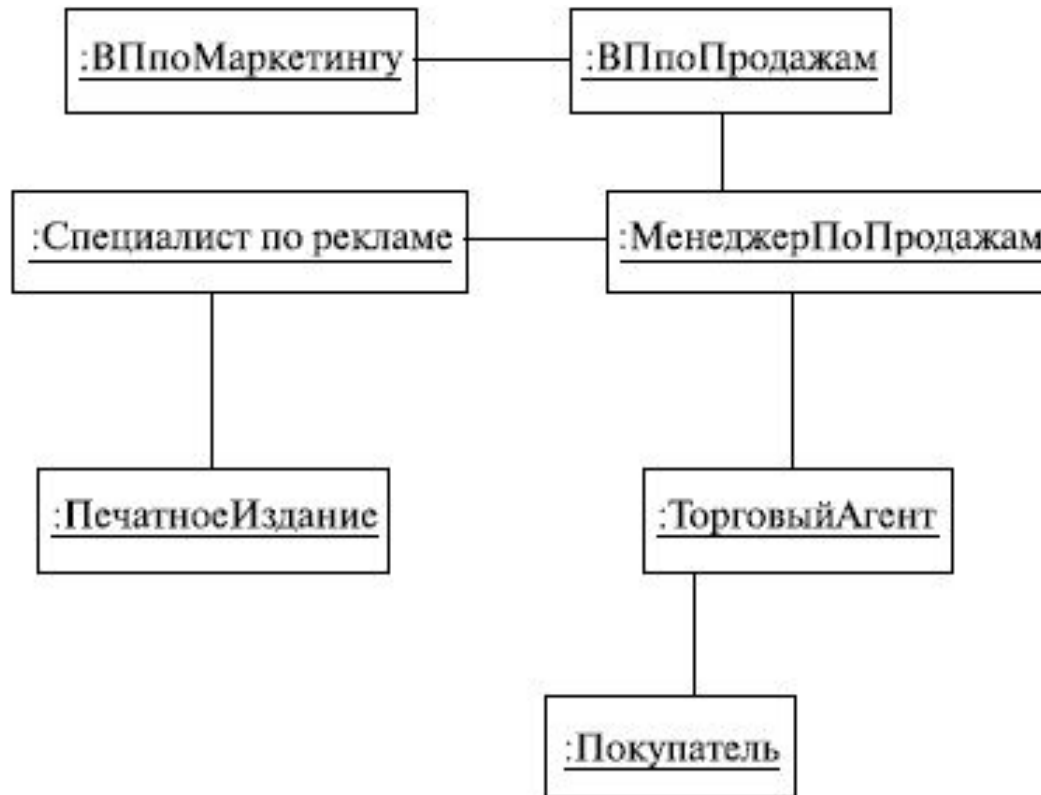 :ВПпоМаркетингу
:ВПпоПродажам
:Специалист по рекламе
:МенеджерПоПродажам
:ПечатноеИздание
:ТорговыйАгент
:Покупатель